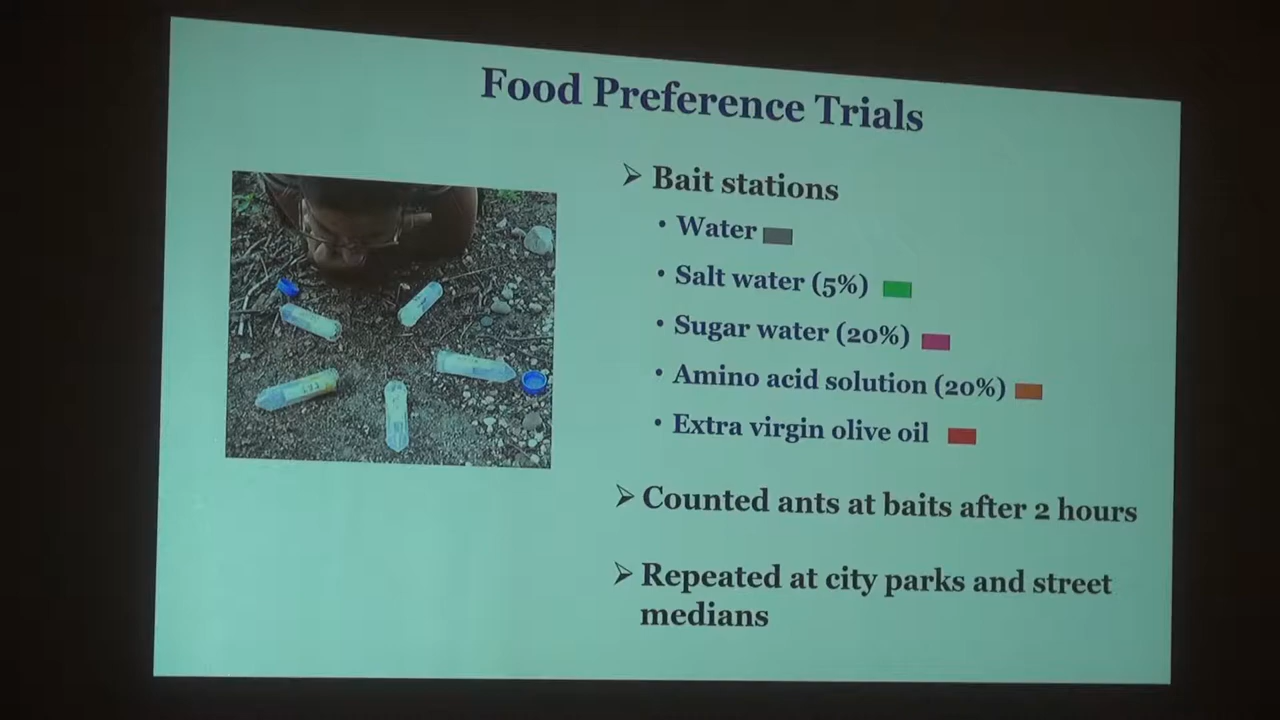 Food Preference Trials
Bait stations
Water
Salt water (5%)
Sugar water (20%)
Amino acid solution (20%)
Extra virgin olive oil
Counted ants at baits after 2 hours
Repeated at city parks and street
medians